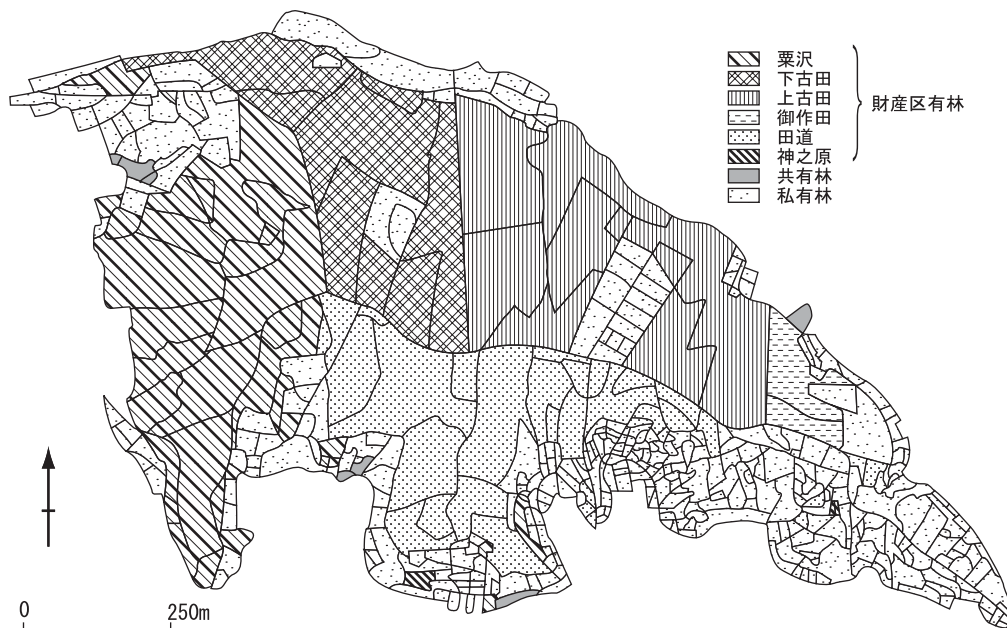 粟沢
下古田
上古田
御作田
田道
神之原
共有林
私有林
財産区有林
0 250m